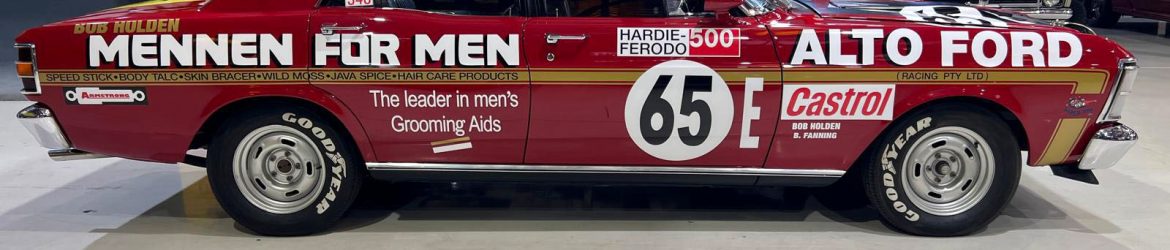 BOB HOLDEN
MENNEN FOR MEN
SPEED STICK•BODY TALC•SKIN BRACER•WILD MOSS•JAVA SPICE•HAIR CARE PRODUCTS
ARMSTRONG
The leader in men's
Grooming Aids
HARDIE-
FERODO 500
65 E
ALTO FORD
(RACING PTY LTD)
Castrol
BOB HOLDEN
B. FANNING
GOODYEAR
GOODYEAR
GOODYEAR
GOODYEAR